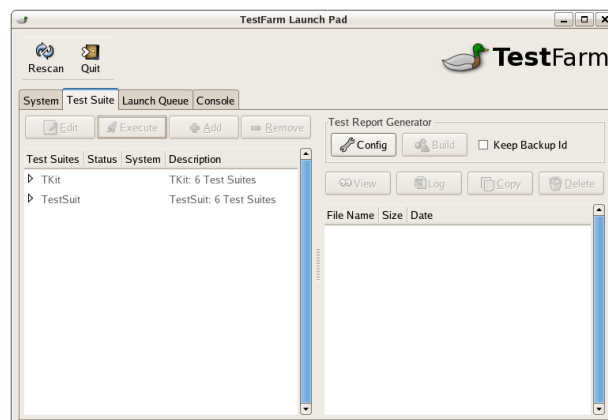 TestFarm Launch Pad
Rescan Quit
TestFarm
System Test Suite Launch Queue Console
Edit Execute Add Remove
Test Suites Status System Description
TKit TKit: 6 Test Suites
TestSuit TestSuit: 6 Test Suites
Test Report Generator
Config Build Keep Backup Id
View Log Copy Delete
File Name Size Date